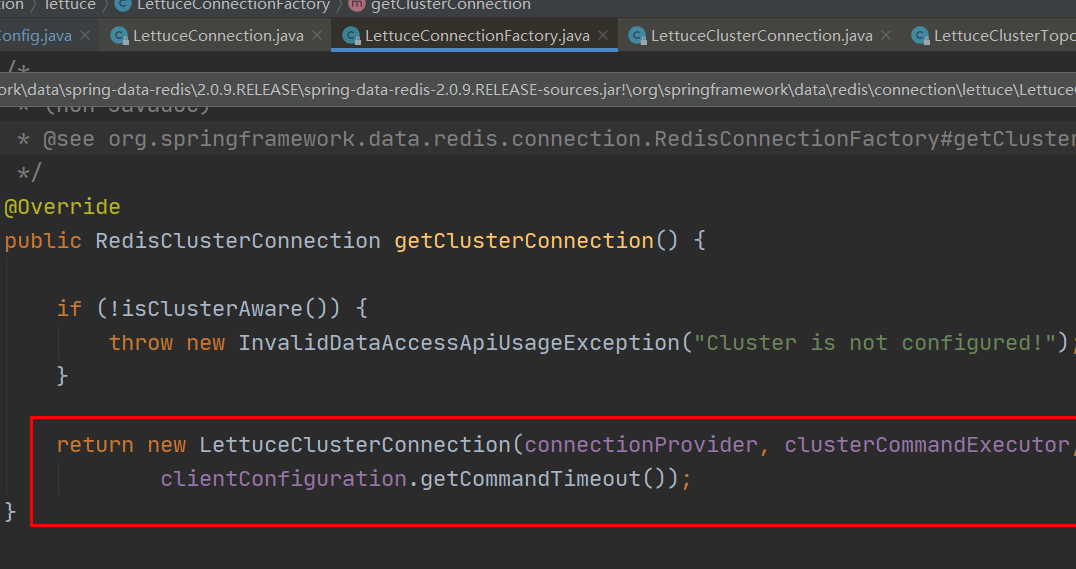 ion > lettuce > LettuceConnectionFactory > m getClusterConnection
Config.java × C LettuceConnection.java × C LettuceConnectionFactory.java × C LettuceClusterConnection.java × C LettuceClusterTopo
/*
ork\data\spring-data-redis\2.0.9.RELEASE\spring-data-redis-2.0.9.RELEASE-sources.jar!\org\springframework\data\redis\connection\lettuce\LettuceC
* (non-Javadoc)
* @see org.springframework.data.redis.connection.RedisConnectionFactory#getCluster
*/
@Override
public RedisClusterConnection getClusterConnection() {
if (!isClusterAware()) {
throw new InvalidDataAccessApiUsageException("Cluster is not configured!");
}
return new LettuceClusterConnection(connectionProvider, clusterCommandExecutor,
clientConfiguration.getCommandTimeout());
}